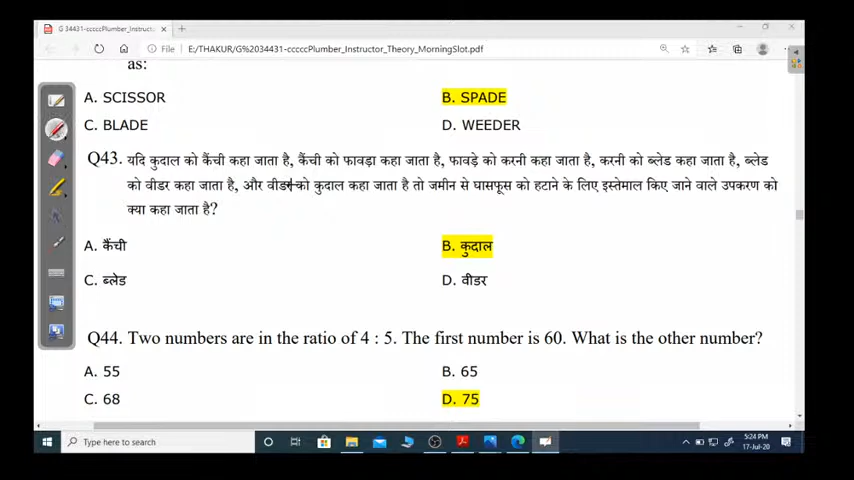 G 34431-cccccPlumber_Instructo
File E:/THAKUR/G%2034431-cccccPlumber_Instructor_Theory_MorningSlot.pdf
as:
A. SCISSOR B. SPADE
C. BLADE D. WEEDER
Q43. यदि कुदाल को कैंची कहा जाता है, कैंची को फावड़ा कहा जाता है, फावड़े को करनी कहा जाता है, करनी को ब्लेड कहा जाता है, ब्लेड
को वीडर कहा जाता है, और वीडर को कुदाल कहा जाता है तो जमीन से घासफूस को हटाने के लिए इस्तेमाल किए जाने वाले उपकरण को
क्या कहा जाता है?
A. कैंची B. कुदाल
C. ब्लेड D. वीडर
Q44. Two numbers are in the ratio of 4 : 5. The first number is 60. What is the other number?
A. 55 B. 65
C. 68 D. 75
Type here to search
5:24 PM
17-Jul-20